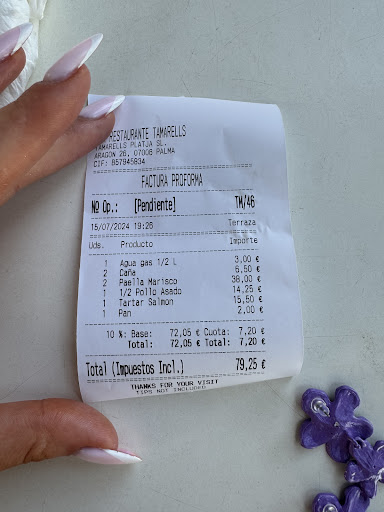 RESTAURANTE TAMARELLS
TAMARELLS PLATJA SL.
ARAGON 26, 07006 PALMA
CIF: B57945834
FACTURA PROFORMA
Nº Op.: [Pendiente] TM/46
15/07/2024 19:26 Terraza
Uds. Producto Importe
1 Agua gas 1/2 L 3,00 €
2 Caña 6,50 €
2 Paella Marisco 38,00 €
1 1/2 Pollo Asado 14,25 €
1 Tartar Salmon 15,50 €
1 Pan 2,00 €
10 %: Base: 72,05 € Cuota: 7,20 €
Total: 72,05 € Total: 7,20 €
Total (Impuestos Incl.) 79,25 €
THANKS FOR YOUR VISIT
TIPS NOT INCLUDED